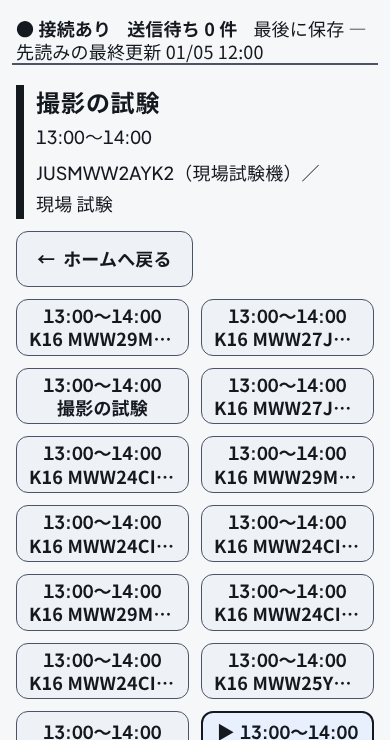 ● 接続あり 送信待ち 0 件 最後に保存 —
先読みの最終更新 01/05 12:00
撮影の試験
13:00〜14:00
JUSMWW2AYK2（現場試験機）／
現場 試験
← ホームへ戻る
13:00〜14:00
K16 MWW29M…
13:00〜14:00
K16 MWW27J…
13:00〜14:00
撮影の試験
13:00〜14:00
K16 MWW27J…
13:00〜14:00
K16 MWW24CI…
13:00〜14:00
K16 MWW29M…
13:00〜14:00
K16 MWW24CI…
13:00〜14:00
K16 MWW24CI…
13:00〜14:00
K16 MWW29M…
13:00〜14:00
K16 MWW24CI…
13:00〜14:00
K16 MWW24CI…
13:00〜14:00
K16 MWW25Y…
13:00〜14:00
▶ 13:00〜14:00